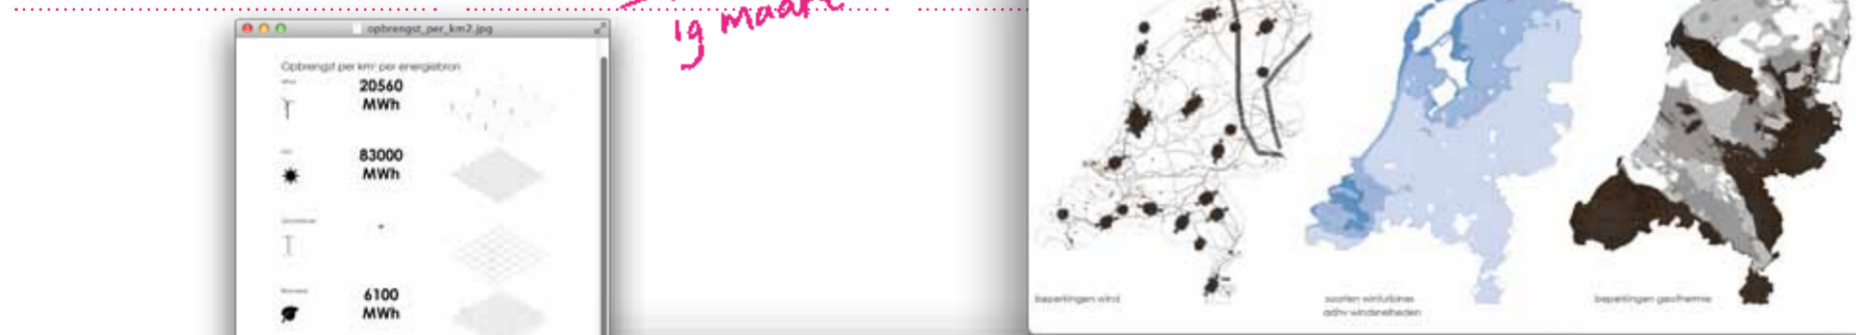 19 maart
opbrengst_per_km2.jpg
Opbrengst per km² per energiebron
20560
MWh
83000
MWh
6100
MWh
beperkingen wind
soorten windturbines
adhv windsnelheden
beperkingen geothermie